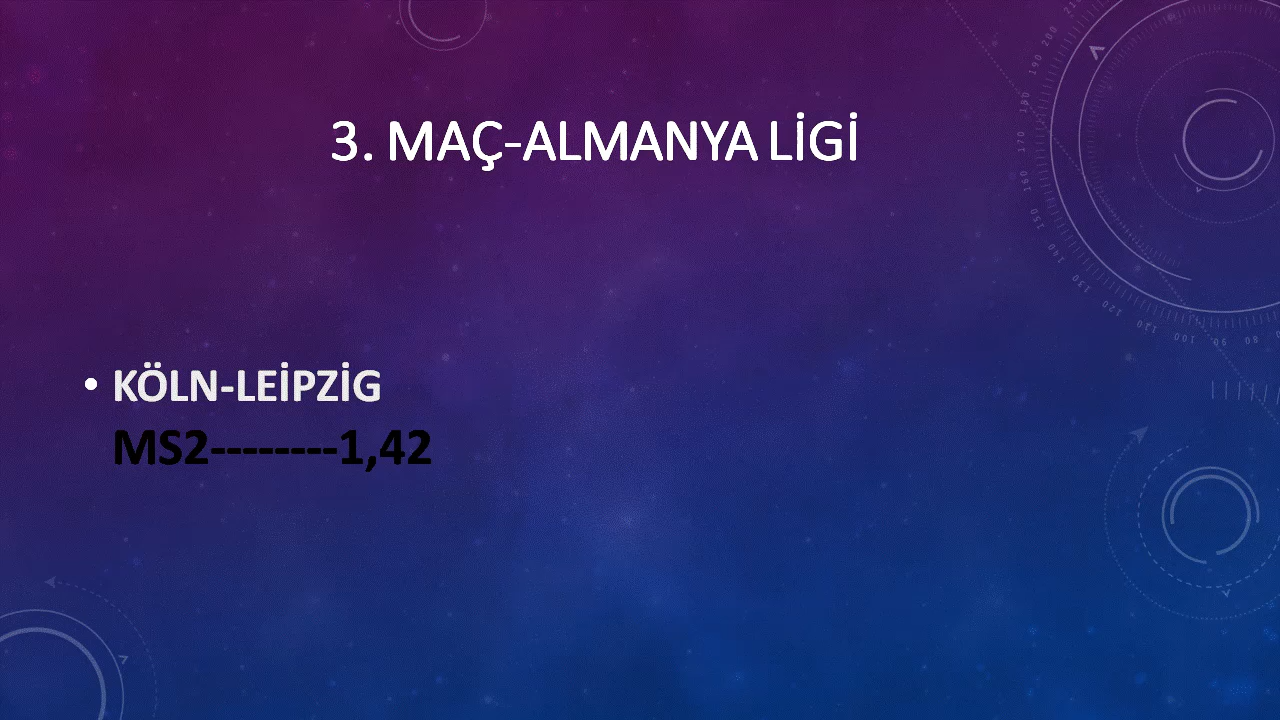 3. MAÇ-ALMANYA LİGİ
• KÖLN-LEİPZİG
MS2--------1,42